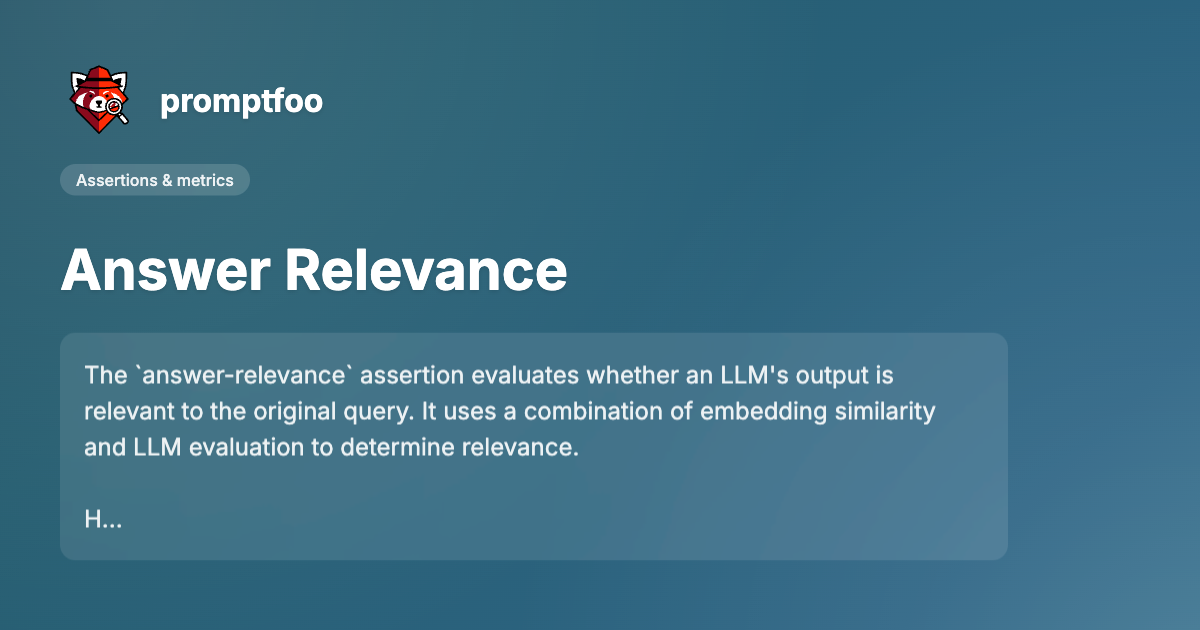 promptfoo
Assertions & metrics
Answer Relevance
The `answer-relevance` assertion evaluates whether an LLM's output is
relevant to the original query. It uses a combination of embedding similarity
and LLM evaluation to determine relevance.
H...